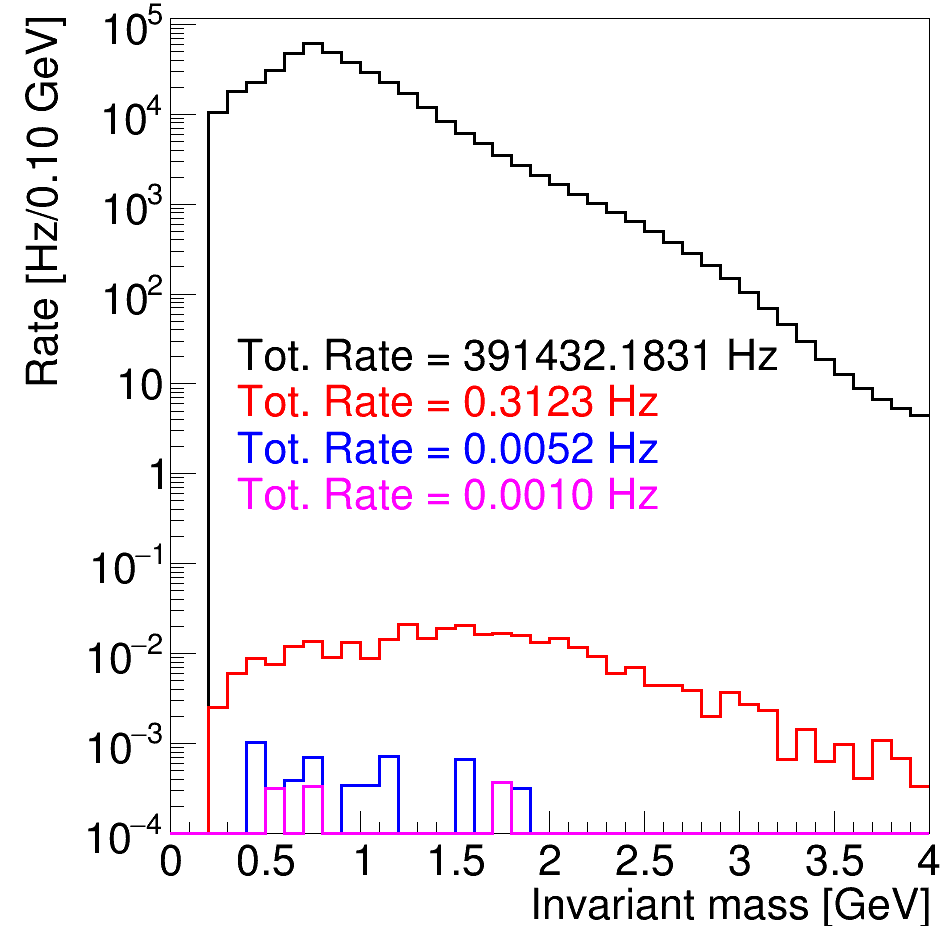 Rate [Hz/0.10 GeV]
10^5
10^4
10^3
10^2
10
1
10^−1
10^−2
10^−3
10^−4
Tot. Rate = 391432.1831 Hz
Tot. Rate = 0.3123 Hz
Tot. Rate = 0.0052 Hz
Tot. Rate = 0.0010 Hz
0 0.5 1 1.5 2 2.5 3 3.5 4
Invariant mass [GeV]